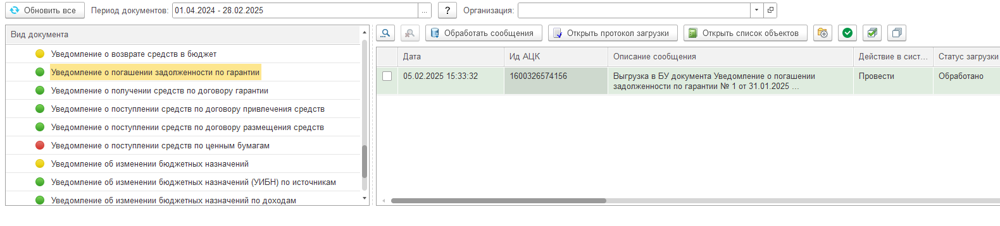 Обновить все Период документов: 01.04.2024 - 28.02.2025 ... ? Организация:
Вид документа
Уведомление о возврате средств в бюджет
Уведомление о погашении задолженности по гарантии
Уведомление о получении средств по договору гарантии
Уведомление о поступлении средств по договору привлечения средств
Уведомление о поступлении средств по договору размещения средств
Уведомление о поступлении средств по ценным бумагам
Уведомление об изменении бюджетных назначений
Уведомление об изменении бюджетных назначений (УИБН) по источникам
Уведомление об изменении бюджетных назначений по доходам
Обработать сообщения Открыть протокол загрузки Открыть список объектов
Дата Ид АЦК Описание сообщения Действие в сист... Статус загрузки
05.02.2025 15:33:32 1600326574156 Выгрузка в БУ документа Уведомление о погашении Провести Обработано
задолженности по гарантии № 1 от 31.01.2025 ...